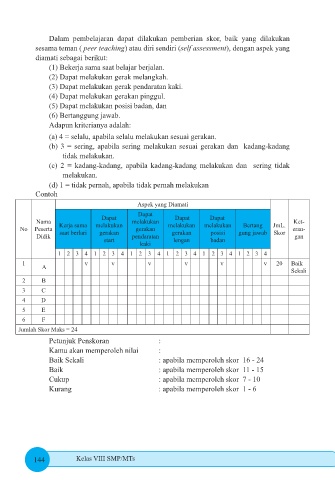 Dalam pembelajaran dapat dilakukan pemberian skor, baik yang dilakukan
sesama teman ( peer teaching) atau diri sendiri (self assessment), dengan aspek yang
diamati sebagai berikut:
(1) Bekerja sama saat belajar berjalan.
(2) Dapat melakukan gerak melangkah.
(3) Dapat melakukan gerak pendaratan kaki.
(4) Dapat melakukan gerakan pinggul.
(5) Dapat melakukan posisi badan, dan
(6) Bertanggung jawab.
Adapun kriterianya adalah:
(a) 4 = selalu, apabila selalu melakukan sesuai gerakan.
(b) 3 = sering, apabila sering melakukan sesuai gerakan dan kadang-kadang
tidak melakukan.
(c) 2 = kadang-kadang, apabila kadang-kadang melakukan dan sering tidak
melakukan.
(d) 1 = tidak pernah, apabila tidak pernah melakukan
Contoh
No Nama Peserta Didik Aspek yang Diamati Jml, Skor Ket-eran-gan
Kerja sama saat berlari Dapat melakukan gerakan start Dapat melakukan gerakan pendaratan kaki Dapat melakukan gerakan lengan Dapat melakukan posisi badan Bertang gung jawab
1 2 3 4 1 2 3 4 1 2 3 4 1 2 3 4 1 2 3 4 1 2 3 4
1 A v v v v v v 20 Baik Sekali
2 B
3 C
4 D
5 E
6 F
Jumlah Skor Maks = 24
Petunjuk Penskoran :
Kamu akan memperoleh nilai :
Baik Sekali : apabila memperoleh skor 16 - 24
Baik : apabila memperoleh skor 11 - 15
Cukup : apabila memperoleh skor 7 - 10
Kurang : apabila memperoleh skor 1 - 6
144 Kelas VIII SMP/MTs